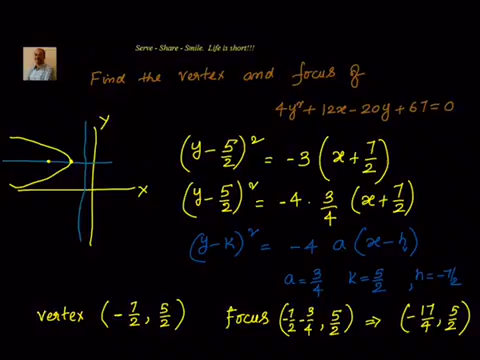 Serve - Share - Smile. Life is short!!!
Find the vertex and focus of
4y² + 12x - 20y + 67 = 0
(y - 5/2)² = -3 (x + 7/2)
(y - 5/2)² = -4 · 3/4 (x + 7/2)
(y - k)² = -4 a (x - h)
a = 3/4 k = 5/2 , h = -7/2
y
x
vertex (-7/2, 5/2) focus (-7/2 - 3/4, 5/2) ⇒ (-17/4, 5/2)